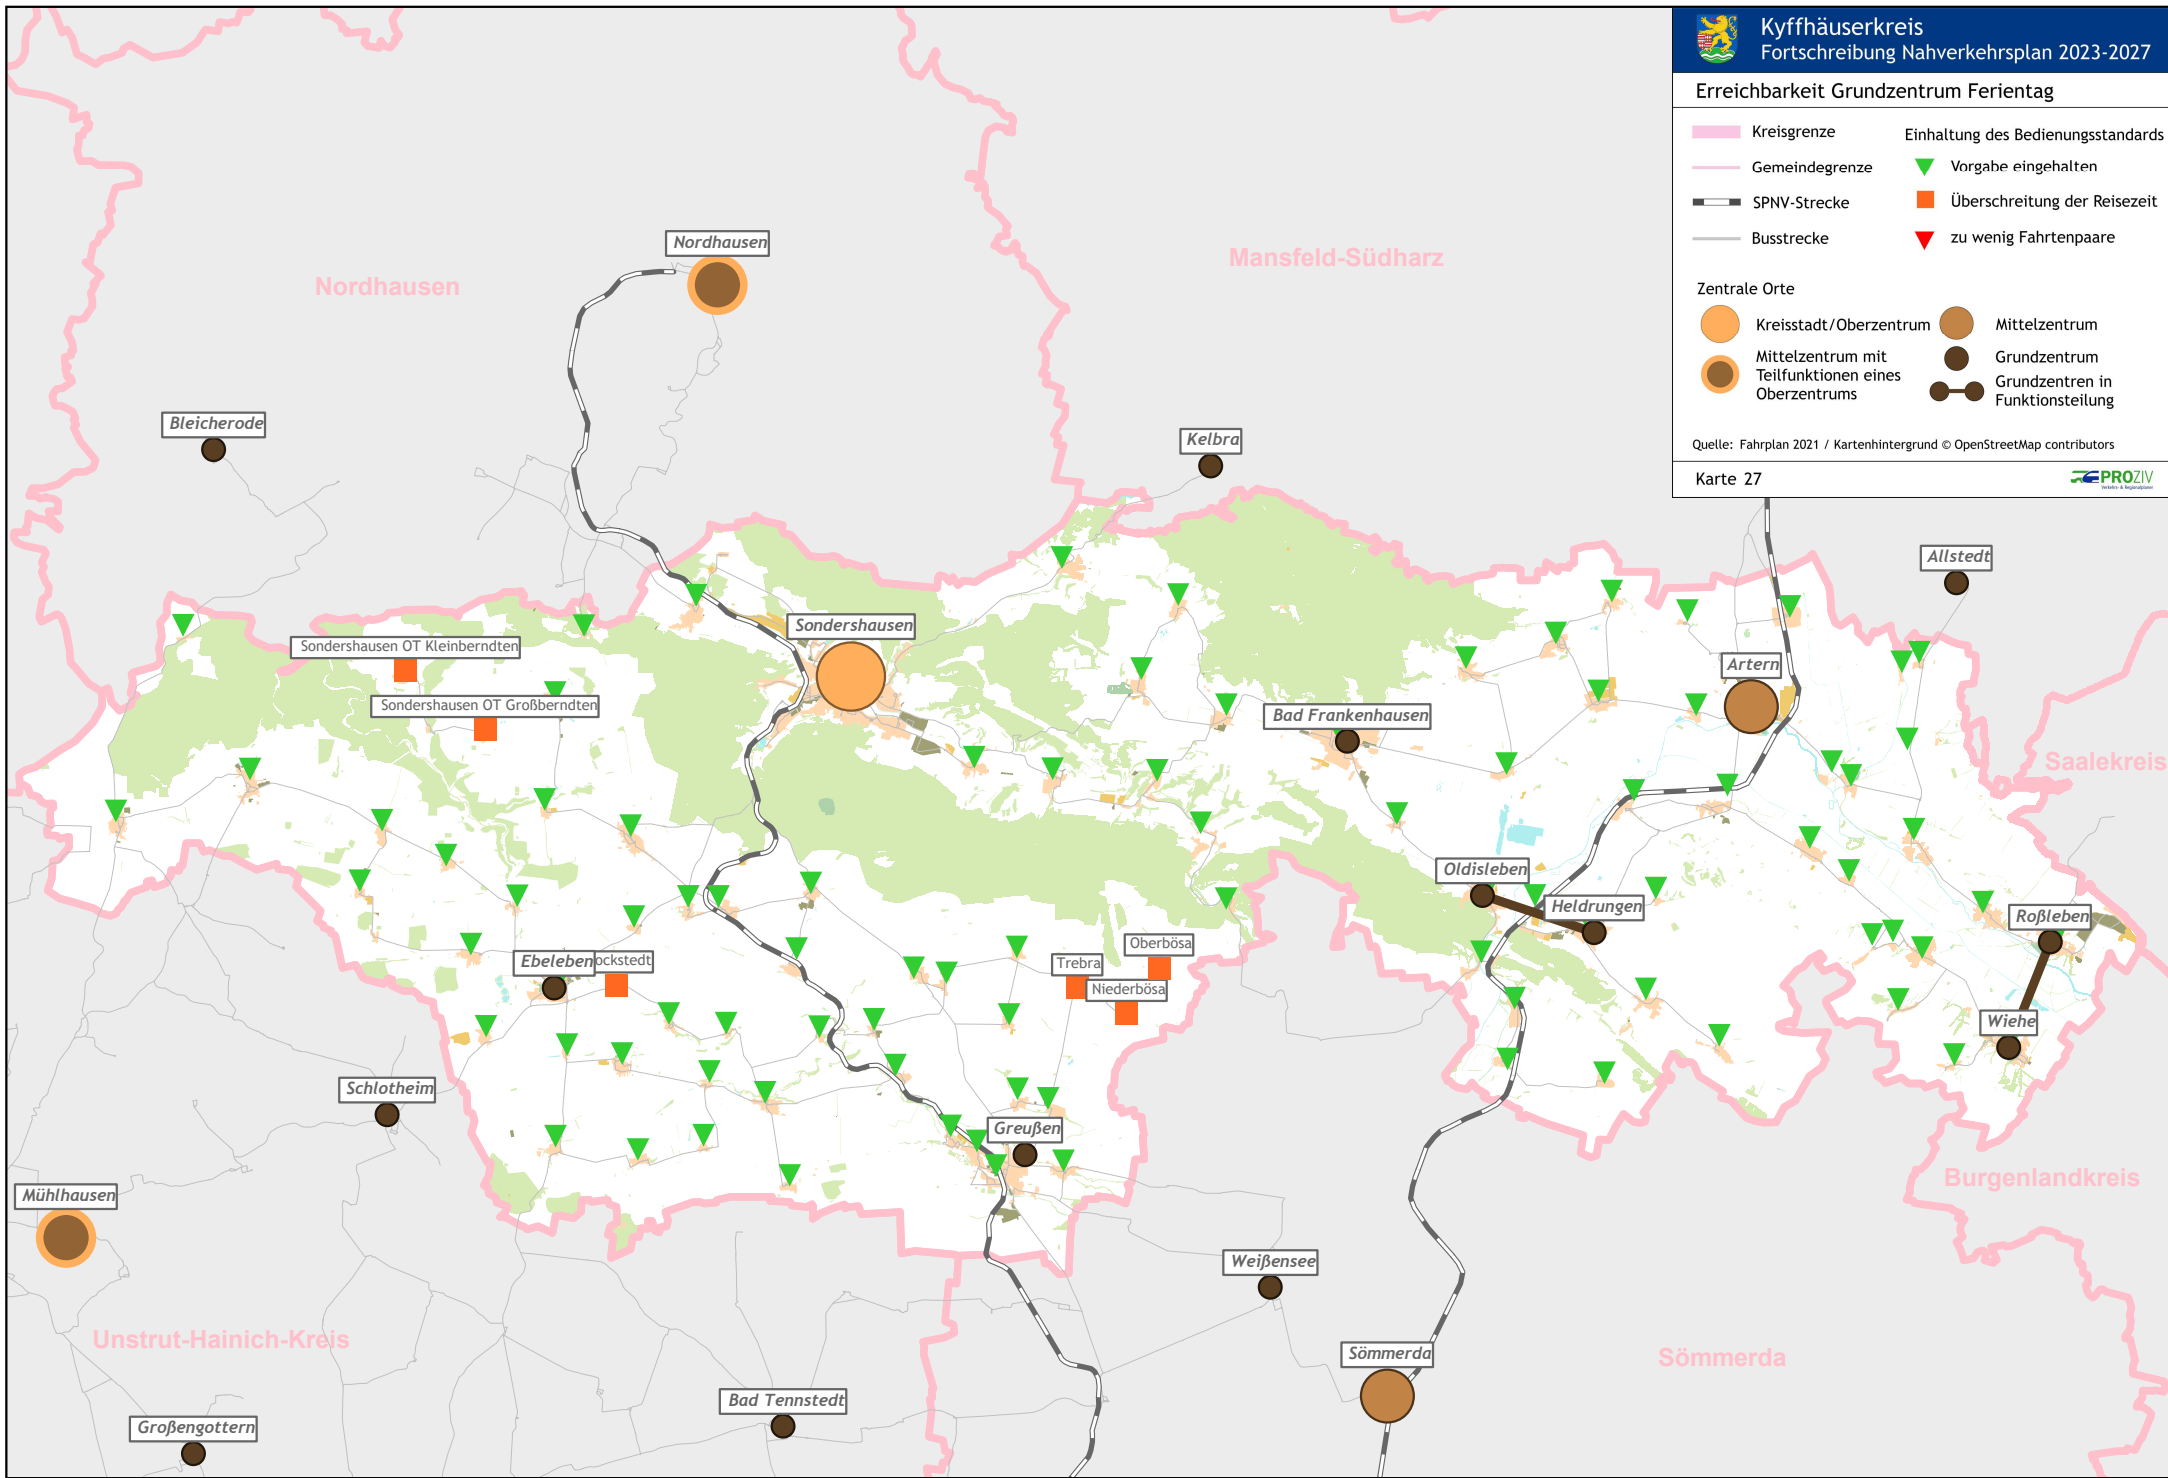 Kyffhäuserkreis
Fortschreibung Nahverkehrsplan 2023-2027
Erreichbarkeit Grundzentrum Ferientag
Kreisgrenze
Gemeindegrenze
SPNV-Strecke
Busstrecke
Einhaltung des Bedienungsstandards
Vorgabe eingehalten
Überschreitung der Reisezeit
zu wenig Fahrtenpaare
Zentrale Orte
Kreisstadt/Oberzentrum
Mittelzentrum mit
Teilfunktionen eines
Oberzentrums
Mittelzentrum
Grundzentrum
Grundzentren in
Funktionsteilung
Quelle: Fahrplan 2021 / Kartenhintergrund © OpenStreetMap contributors
Karte 27
PROZIV
Verkehrs- & Regionalplaner
Nordhausen
Mansfeld-Südharz
Nordhausen
Bleicherode
Kelbra
Allstedt
Sondershausen
Sondershausen OT Kleinberndten
Sondershausen OT Großberndten
Artern
Bad Frankenhausen
Saalekreis
Oldisleben
Heldrungen
Roßleben
Ebeleben
ockstedt
Trebra
Oberbösa
Niederbösa
Wiehe
Schlotheim
Greußen
Burgenlandkreis
Mühlhausen
Weißensee
Unstrut-Hainich-Kreis
Sömmerda
Sömmerda
Bad Tennstedt
Großengottern